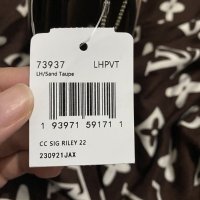 73937 LHPVT
LH/Sand Taupe
1 93971 59171 1
CC SIG RILEY 22
230921JAX